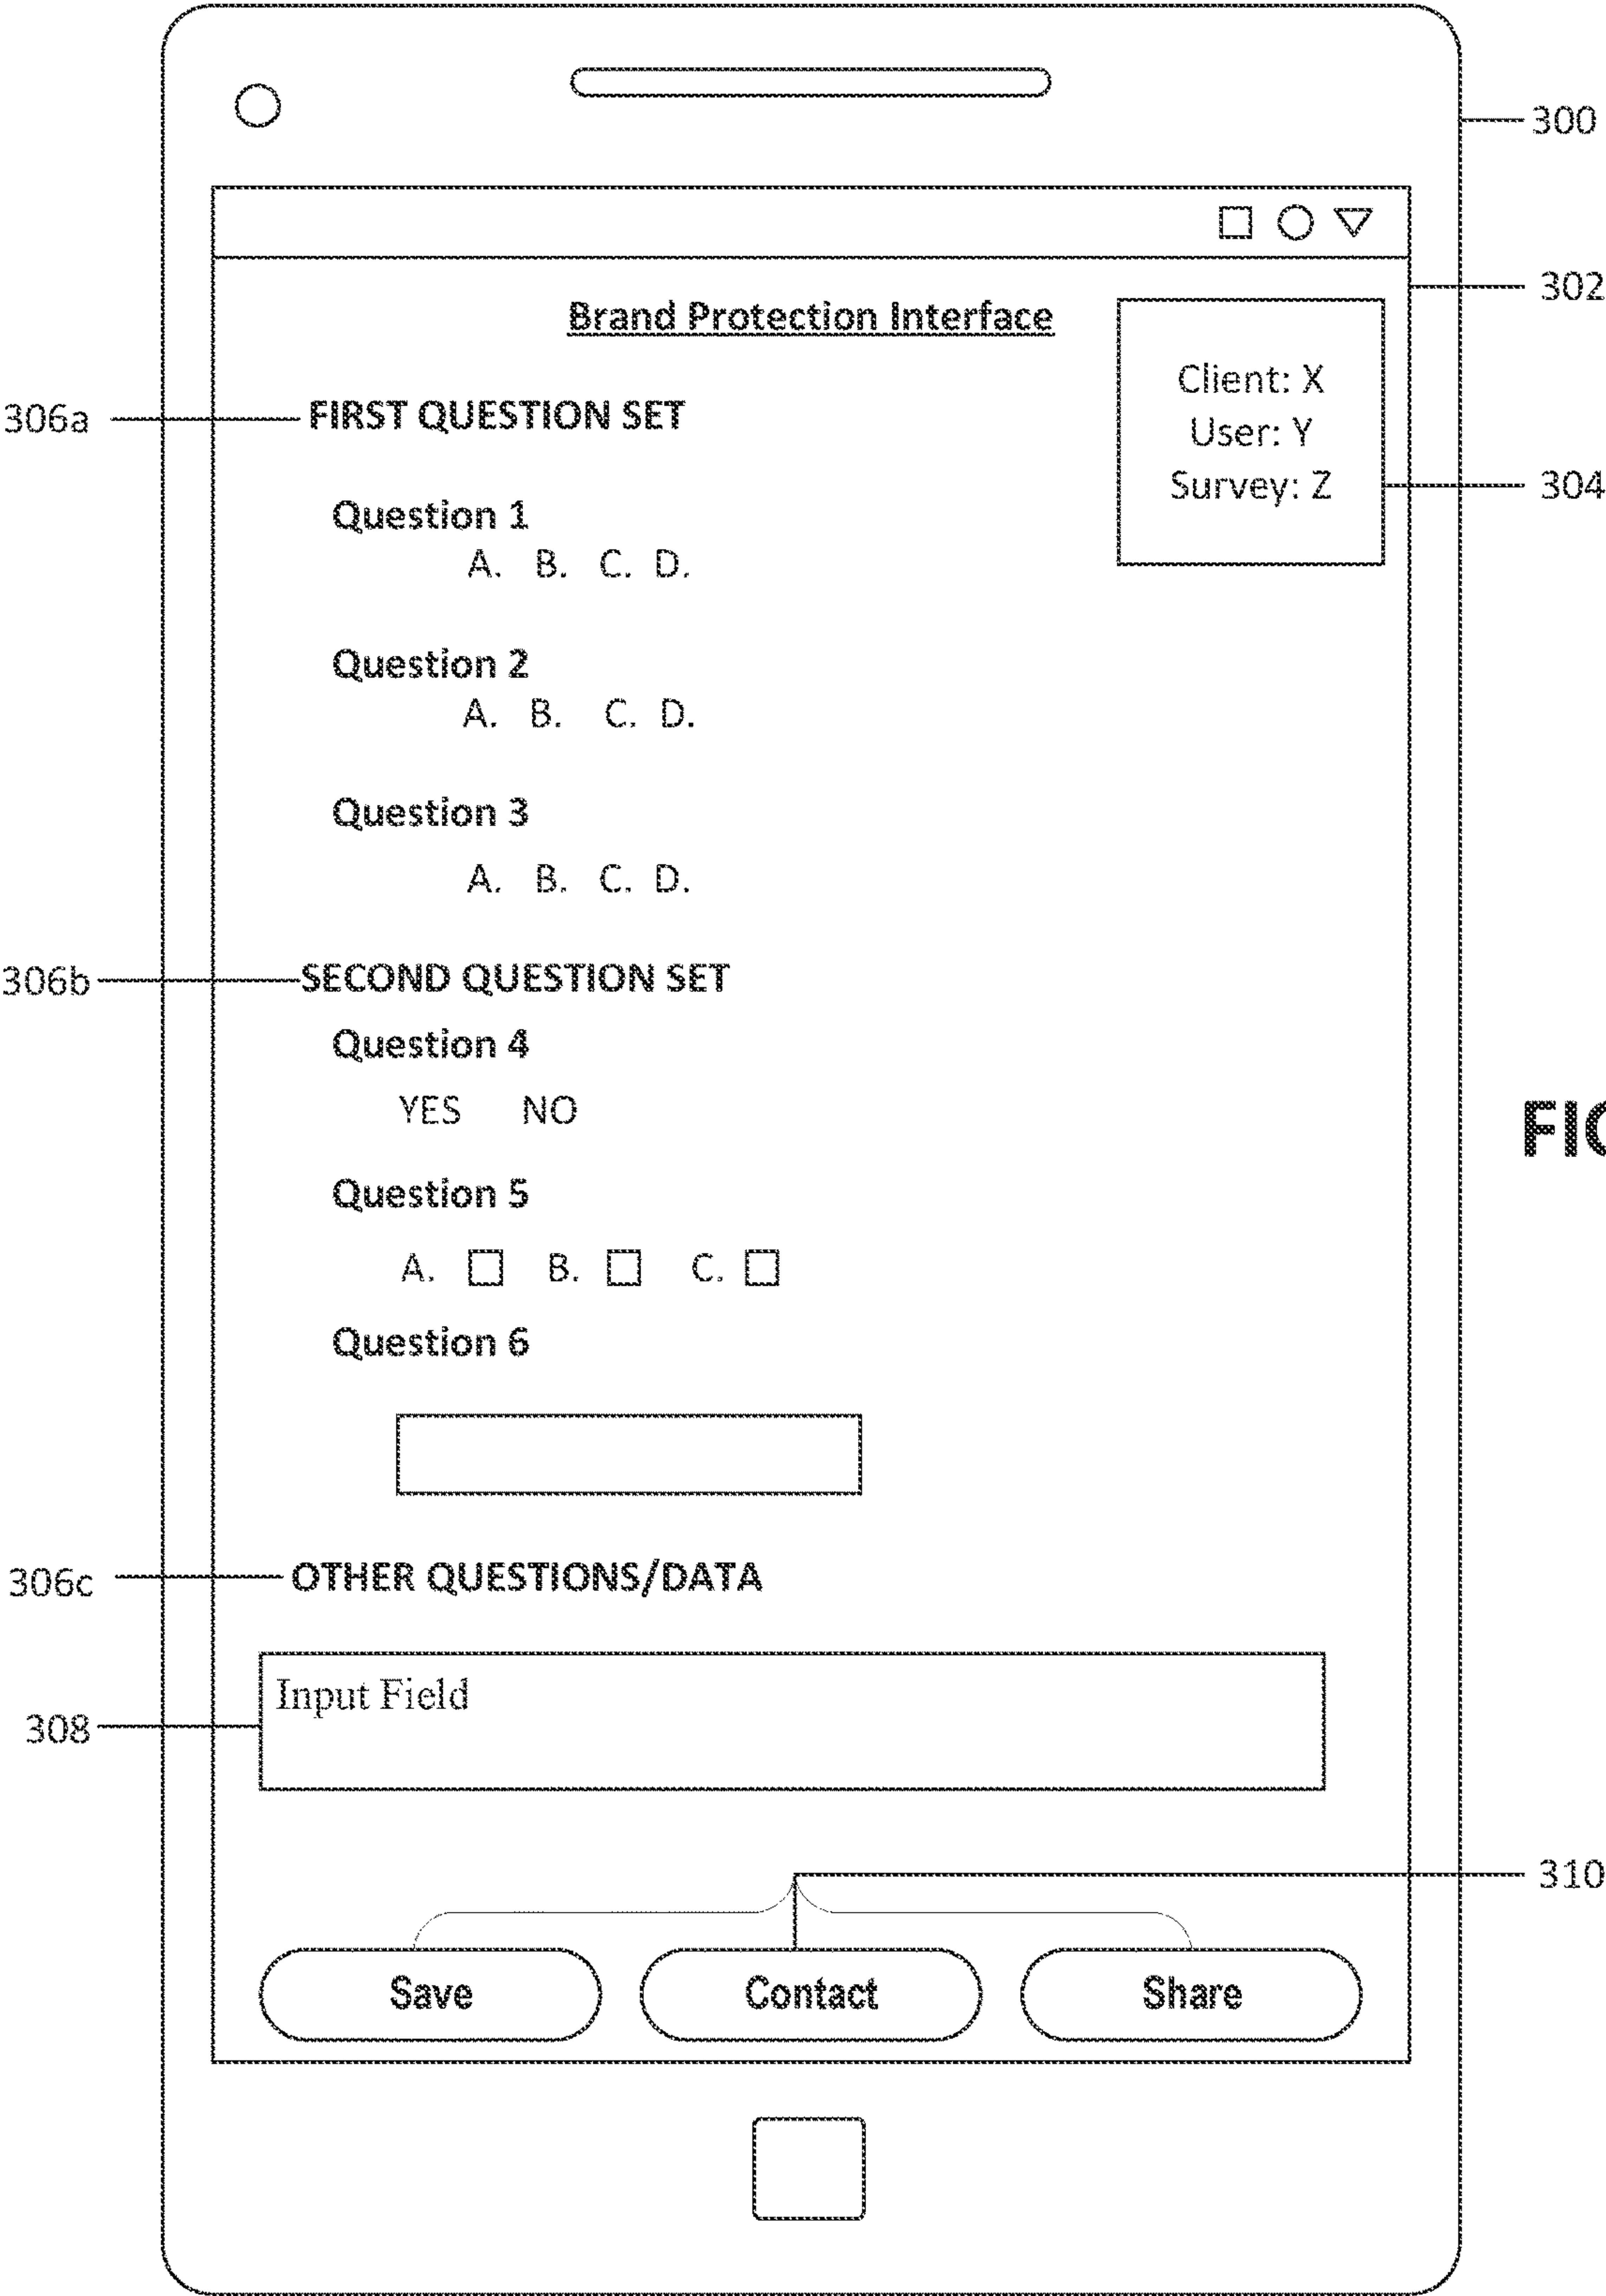 300
302
Brand Protection Interface
Client: X
User: Y
Survey: Z
304
306a
FIRST QUESTION SET
Question 1
A. B. C. D.
Question 2
A. B. C. D.
Question 3
A. B. C. D.
306b
SECOND QUESTION SET
Question 4
YES NO
FIG
Question 5
A. B. C.
Question 6
306c
OTHER QUESTIONS/DATA
Input Field
308
310
Save
Contact
Share